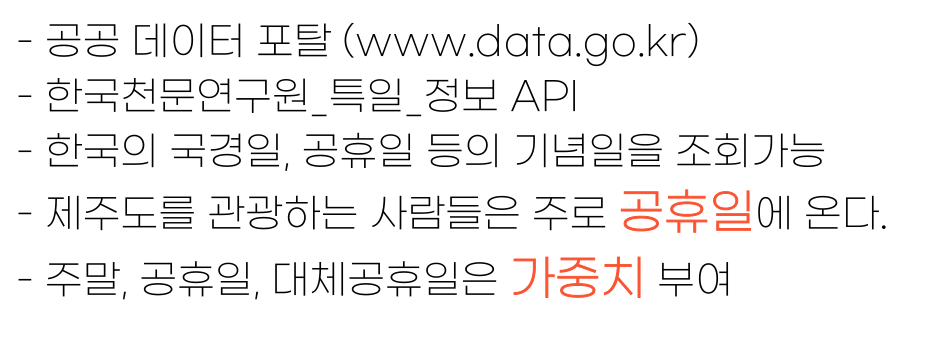 - 공공 데이터 포탈 (www.data.go.kr)
- 한국천문연구원_특일_정보 API
- 한국의 국경일, 공휴일 등의 기념일을 조회가능
- 제주도를 관광하는 사람들은 주로 공휴일에 온다.
- 주말, 공휴일, 대체공휴일은 가중치 부여